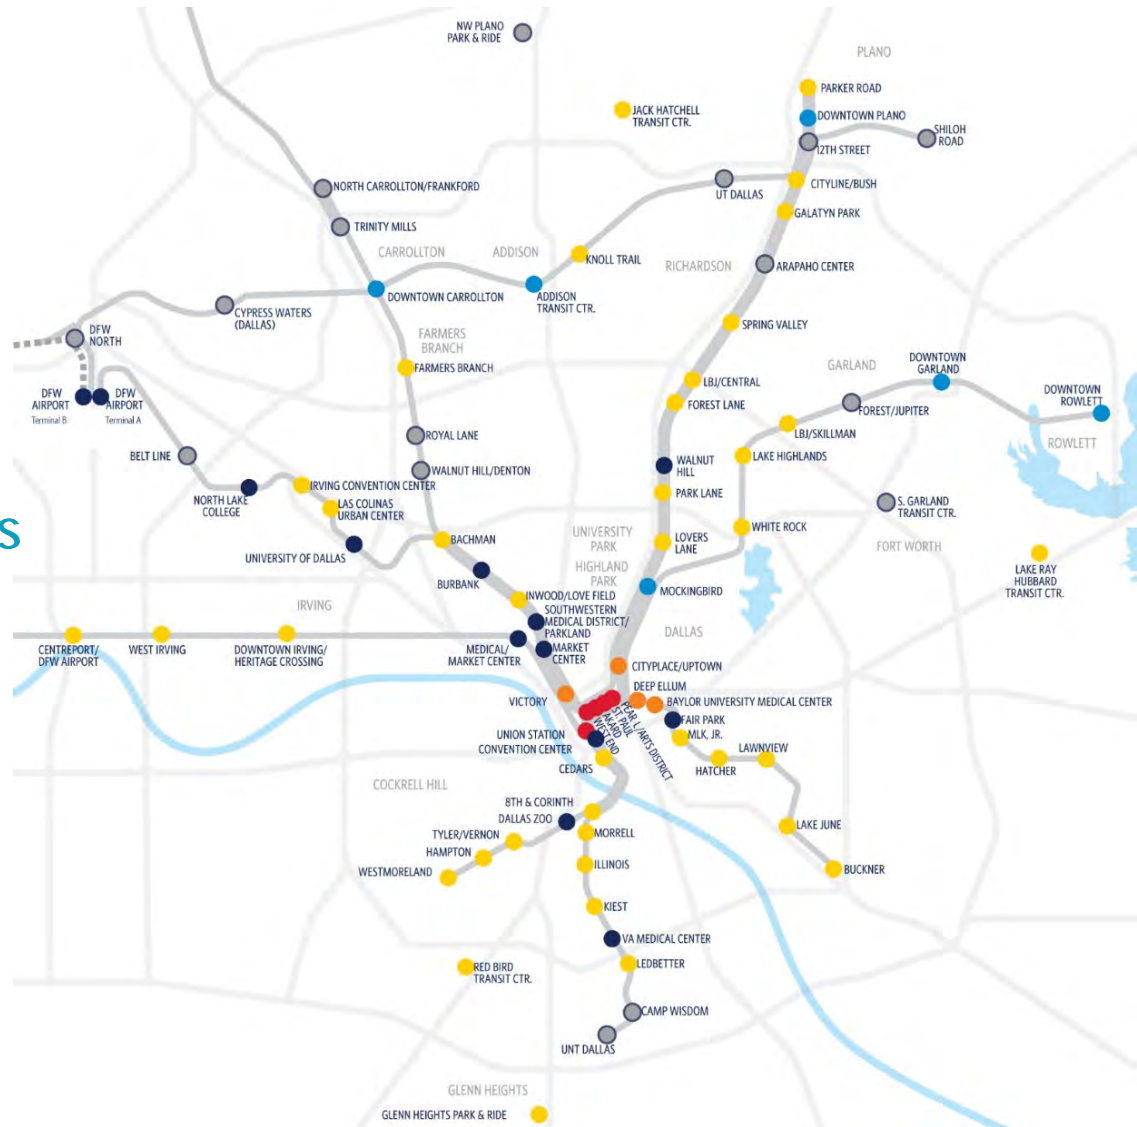 NW PLANO
PARK & RIDE
PLANO
PARKER ROAD
JACK HATCHELL
TRANSIT CTR.
DOWNTOWN PLANO
SHILOH
ROAD
12TH STREET
NORTH CARROLLTON/FRANKFORD
UT DALLAS
CITYLINE/BUSH
GALATYN PARK
TRINITY MILLS
CARROLLTON
ADDISON
KNOLL TRAIL
RICHARDSON
ARAPAHO CENTER
DOWNTOWN CARROLLTON
ADDISON
TRANSIT CTR.
CYPRESS WATERS
(DALLAS)
DFW
NORTH
FARMERS
BRANCH
SPRING VALLEY
FARMERS BRANCH
GARLAND
DOWNTOWN
GARLAND
LBJ/CENTRAL
DFW
AIRPORT
Terminal B
DFW
AIRPORT
Terminal A
FOREST LANE
FOREST/JUPITER
DOWNTOWN
ROWLETT
ROYAL LANE
LBJ/SKILLMAN
ROWLETT
BELT LINE
WALNUT HILL/DENTON
WALNUT
HILL
LAKE HIGHLANDS
NORTH LAKE
COLLEGE
IRVING CONVENTION CENTER
PARK LANE
LAS COLINAS
URBAN CENTER
S. GARLAND
TRANSIT CTR.
S
UNIVERSITY
PARK
WHITE ROCK
BACHMAN
LOVERS
LANE
FORT WORTH
UNIVERSITY OF DALLAS
HIGHLAND
PARK
LAKE RAY
HUBBARD
TRANSIT CTR.
BURBANK
MOCKINGBIRD
INWOOD/LOVE FIELD
IRVING
SOUTHWESTERN
MEDICAL DISTRICT/
PARKLAND
DALLAS
CENTREPORT/
DFW AIRPORT
WEST IRVING
DOWNTOWN IRVING/
HERITAGE CROSSING
MEDICAL/
MARKET CENTER
MARKET
CENTER
CITYPLACE/UPTOWN
DEEP ELLUM
VICTORY
BAYLOR UNIVERSITY MEDICAL CENTER
PEARL/ARTS DISTRICT
ST. PAUL
AKARD
WEST END
FAIR PARK
MLK, JR.
UNION STATION
CONVENTION CENTER
LAWNVIEW
CEDARS
HATCHER
COCKRELL HILL
8TH & CORINTH
DALLAS ZOO
LAKE JUNE
TYLER/VERNON
MORRELL
HAMPTON
ILLINOIS
WESTMORELAND
BUCKNER
KIEST
VA MEDICAL CENTER
RED BIRD
TRANSIT CTR.
LEDBETTER
CAMP WISDOM
UNT DALLAS
GLENN HEIGHTS
GLENN HEIGHTS PARK & RIDE